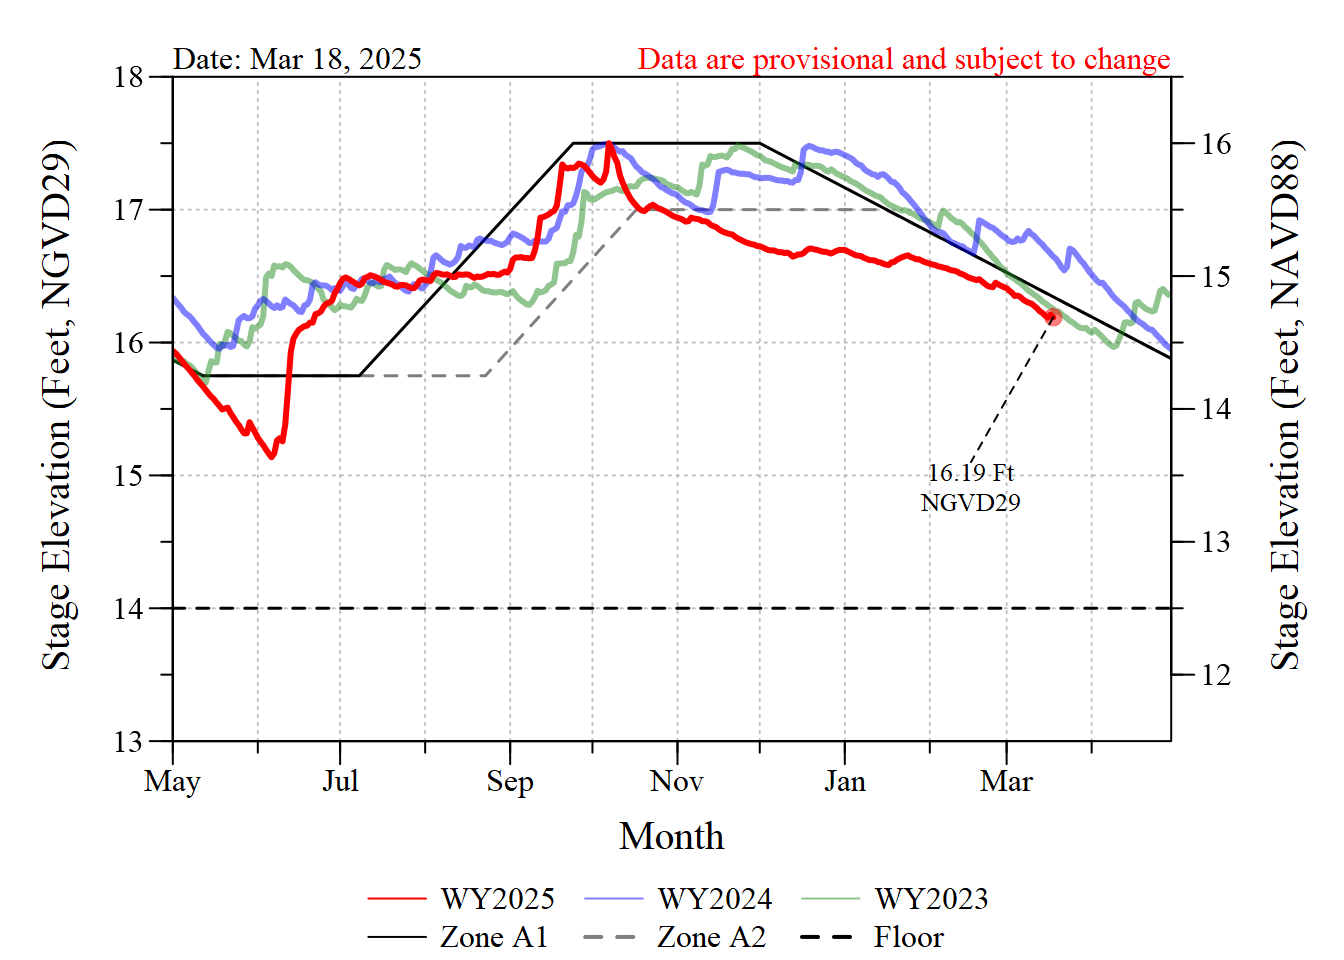 Date: Mar 18, 2025
Data are provisional and subject to change
18
17
16
15
14
13
Stage Elevation (Feet, NGVD29)
16
15
14
13
12
Stage Elevation (Feet, NAVD88)
16.19 Ft
NGVD29
May Jul Sep Nov Jan Mar
Month
WY2025 WY2024 WY2023
Zone A1 Zone A2 Floor